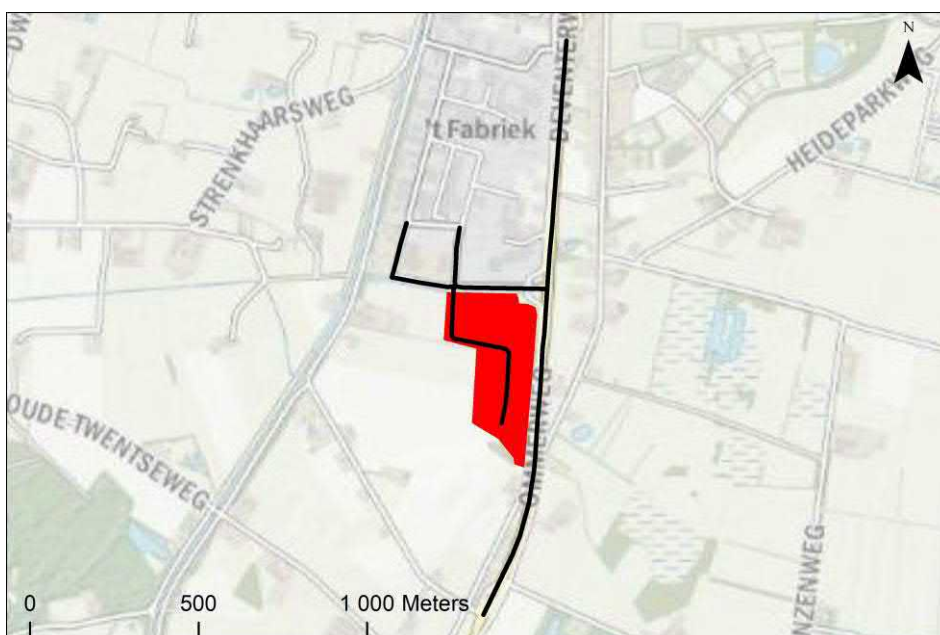 N
STRENKHAARSWEG
't Fabriek
HEIDEPARKWEG
OUDE TWENTSEWEG
0 500 1 000 Meters